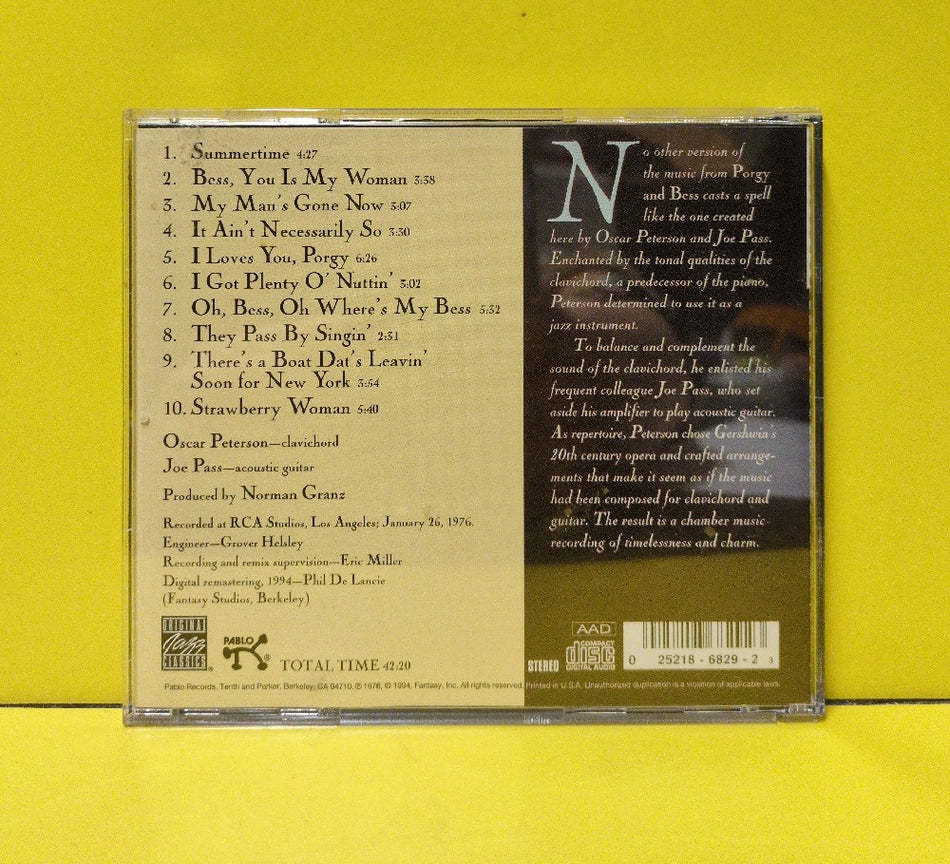 1. Summertime 4:27
2. Bess, You Is My Woman 3:38
3. My Man's Gone Now 3:07
4. It Ain't Necessarily So 3:30
5. I Loves You, Porgy 6:26
6. I Got Plenty O' Nuttin' 3:02
7. Oh, Bess, Oh Where's My Bess 5:32
8. They Pass By Singin' 2:31
9. There's a Boat Dat's Leavin'
Soon for New York 3:54
10. Strawberry Woman 5:40
Oscar Peterson—clavichord
Joe Pass—acoustic guitar
Produced by Norman Granz
Recorded at RCA Studios, Los Angeles; January 26, 1976.
Engineer—Grover Helsley
Recording and remix supervision—Eric Miller
Digital remastering, 1994—Phil De Lancie
(Fantasy Studios, Berkeley)
ORIGINAL
Jazz
CLASSICS
PABLO
®
TOTAL TIME 42:20
No other version of
the music from Porgy
and Bess casts a spell
like the one created
here by Oscar Peterson and Joe Pass.
Enchanted by the tonal qualities of the
clavichord, a predecessor of the piano,
Peterson determined to use it as a
jazz instrument.
To balance and complement the
sound of the clavichord, he enlisted his
frequent colleague Joe Pass, who set
aside his amplifier to play acoustic guitar.
As repertoire, Peterson chose Gershwin's
20th century opera and crafted arrange-
ments that make it seem as if the music
had been composed for clavichord and
guitar. The result is a chamber music
recording of timelessness and charm.
AAD
STEREO
COMPACT
disc
DIGITAL AUDIO
0 25218-6829-2 3
Pablo Records, Tenth and Parker, Berkeley, CA 94710. ℗ 1976, © 1994, Fantasy, Inc. All rights reserved. Printed in U.S.A. Unauthorized duplication is a violation of applicable laws.